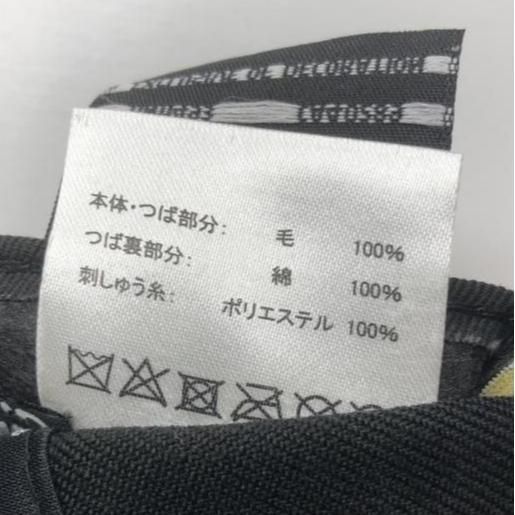 本体・つば部分： 毛 100%
つば裏部分： 綿 100%
刺しゅう糸： ポリエステル 100%